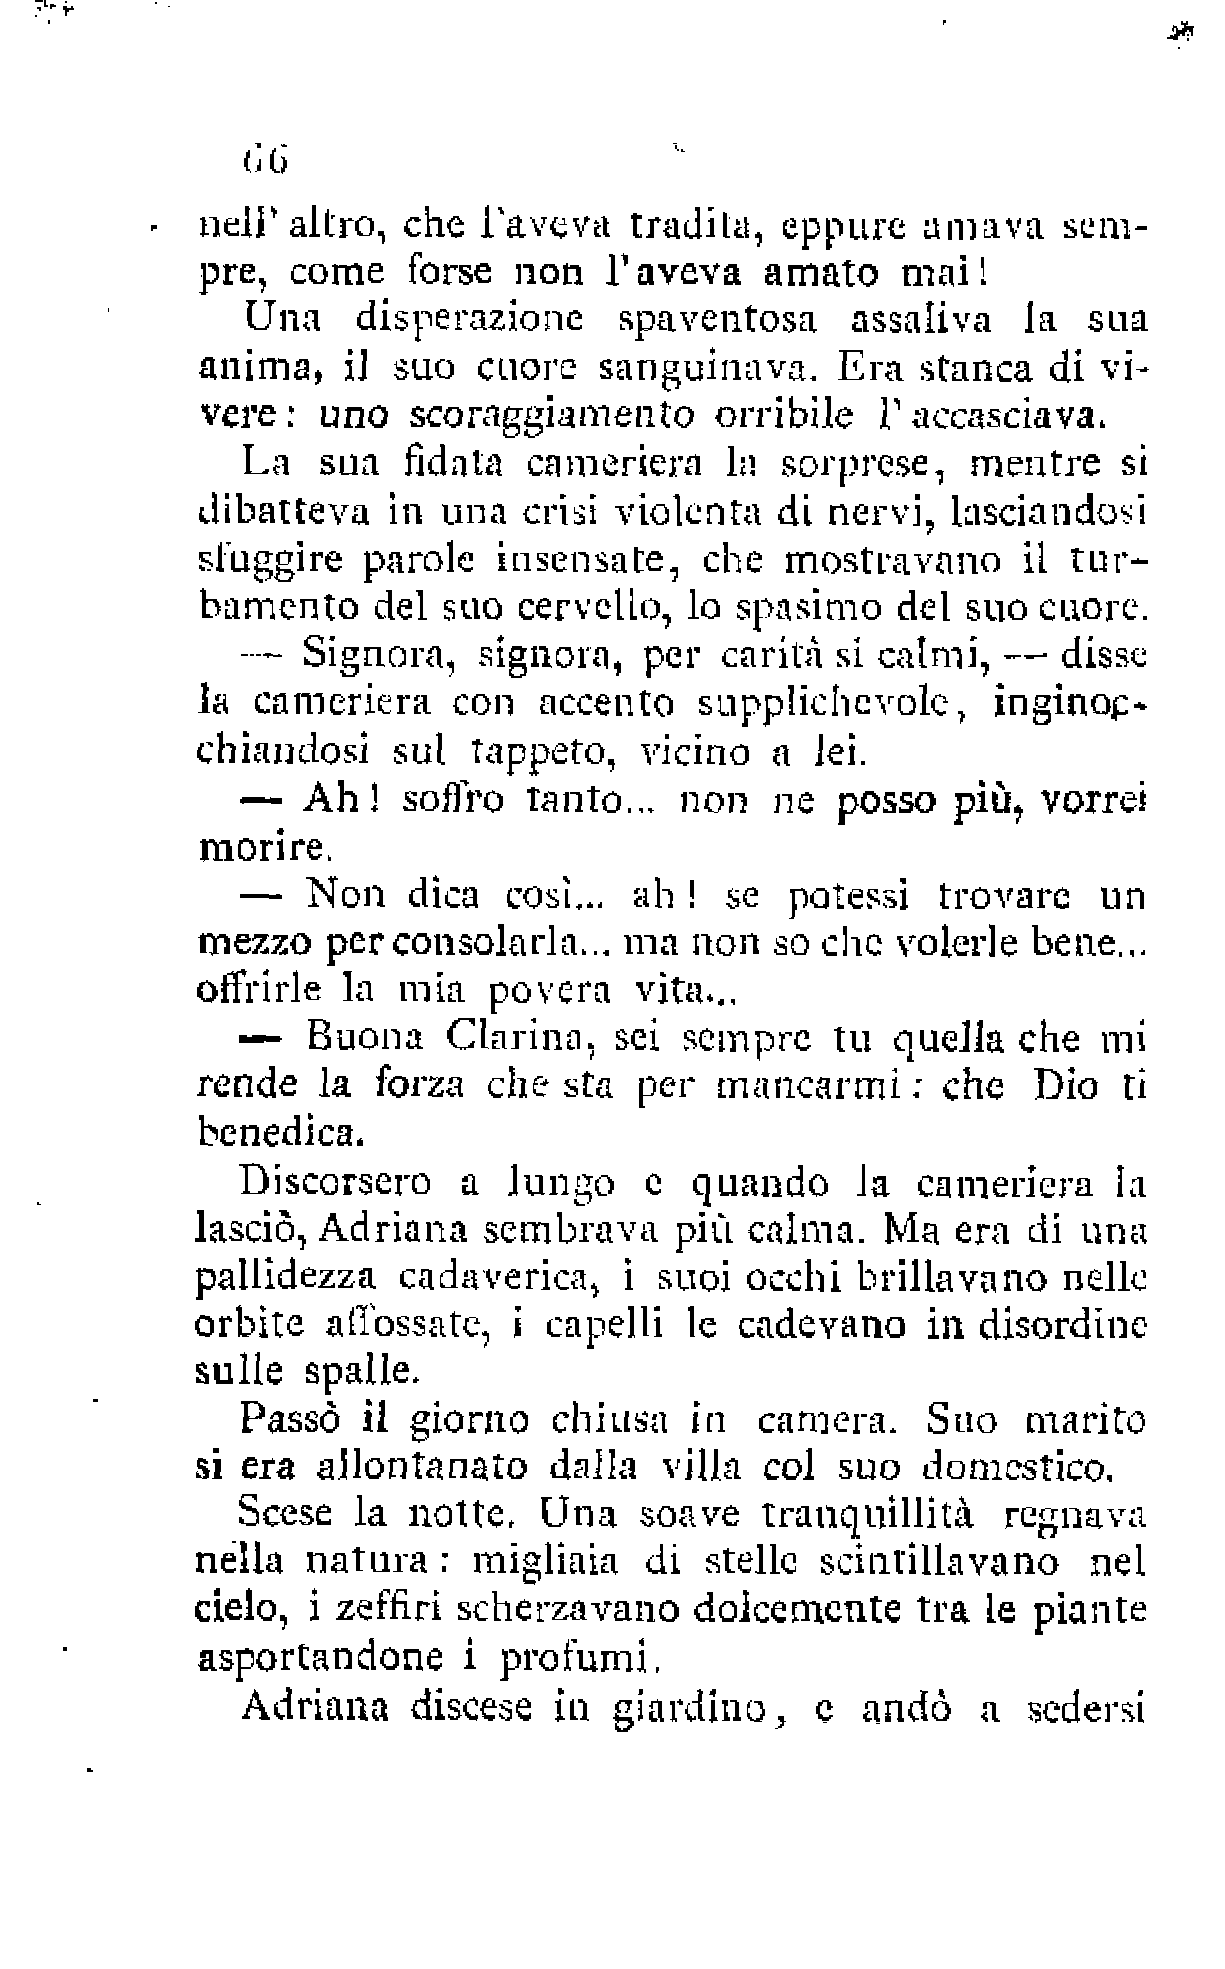 66
nell' altro, che l'aveva tradita, eppure amava sem-
pre, come forse non l'aveva amato mai!
Una disperazione spaventosa assaliva la sua
anima, il suo cuore sanguinava. Era stanca di vi-
vere: uno scoraggiamento orribile l'accasciava.
La sua fidata cameriera la sorprese, mentre si
dibatteva in una crisi violenta di nervi, lasciandosi
sfuggire parole insensate, che mostravano il tur-
bamento del suo cervello, lo spasimo del suo cuore.
— Signora, signora, per carità si calmi, — disse
la cameriera con accento supplichevole, inginoc-
chiandosi sul tappeto, vicino a lei.
— Ah! soffro tanto... non ne posso più, vorrei
morire.
— Non dica così... ah! se potessi trovare un
mezzo per consolarla... ma non so che volerle bene...
offrirle la mia povera vita...
— Buona Clarina, sei sempre tu quella che mi
rende la forza che sta per mancarmi: che Dio ti
benedica.
Discorsero a lungo e quando la cameriera la
lasciò, Adriana sembrava più calma. Ma era di una
pallidezza cadaverica, i suoi occhi brillavano nelle
orbite affossate, i capelli le cadevano in disordine
sulle spalle.
Passò il giorno chiusa in camera. Suo marito
si era allontanato dalla villa col suo domestico.
Scese la notte. Una soave tranquillità regnava
nella natura: migliaia di stelle scintillavano nel
cielo, i zeffiri scherzavano dolcemente tra le piante
asportandone i profumi.
Adriana discese in giardino, e andò a sedersi